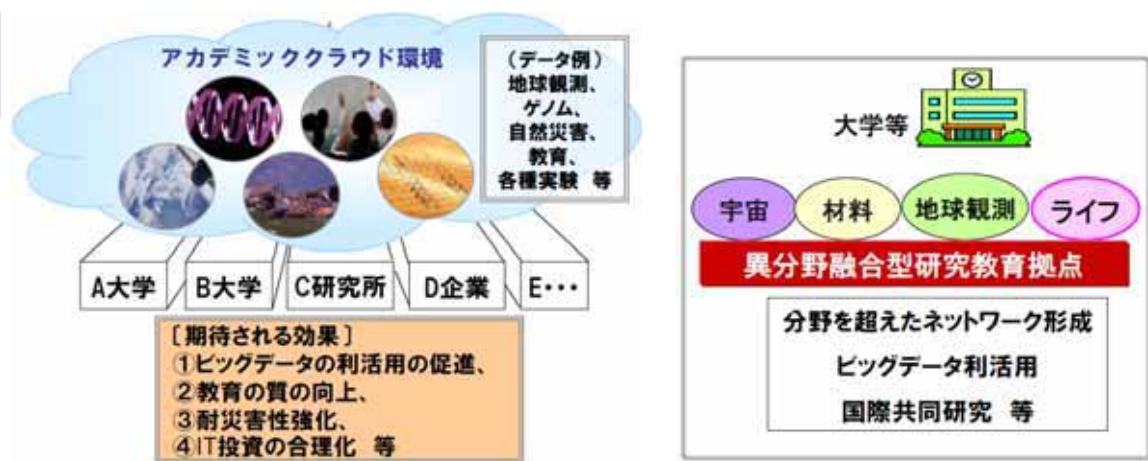 アカデミッククラウド環境
(データ例)
地球観測、
ゲノム、
自然災害、
教育、
各種実験 等
A大学
B大学
C研究所
D企業
E・・・
[期待される効果]
①ビッグデータの利活用の促進、
②教育の質の向上、
③耐災害性強化、
④IT投資の合理化 等
大学等
宇宙
材料
地球観測
ライフ
異分野融合型研究教育拠点
分野を超えたネットワーク形成
ビッグデータ利活用
国際共同研究 等